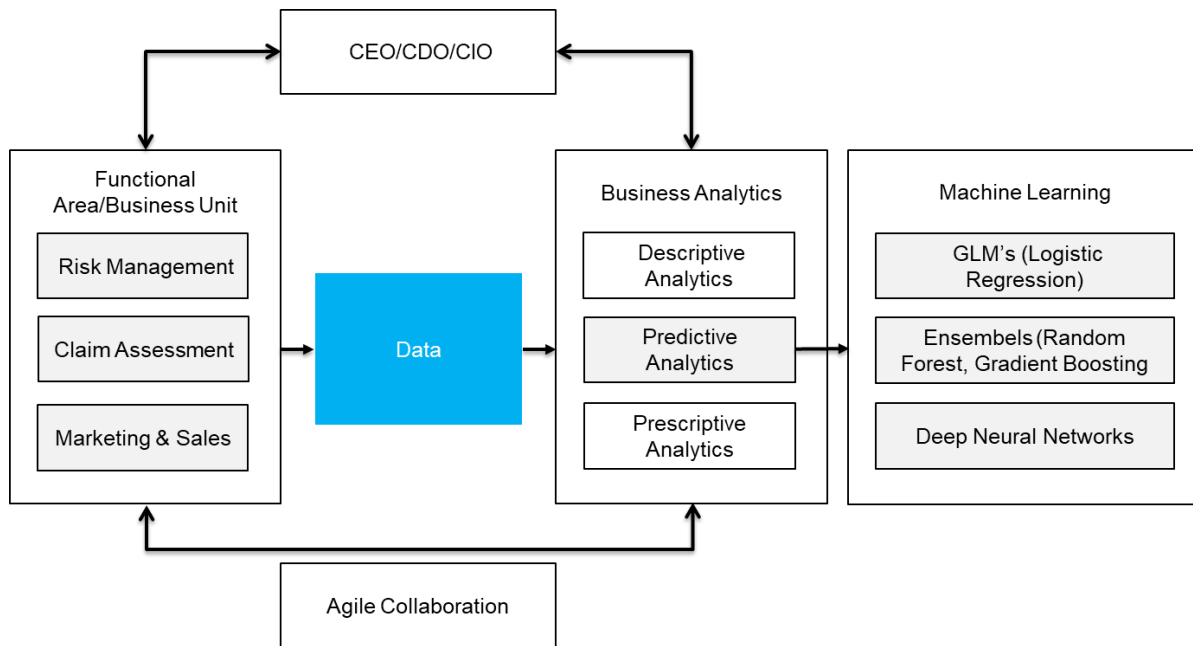 CEO/CDO/CIO
Functional
Area/Business Unit
Risk Management
Claim Assessment
Marketing & Sales
Data
Business Analytics
Descriptive
Analytics
Predictive
Analytics
Prescriptive
Analytics
Machine Learning
GLM’s (Logistic
Regression)
Ensembels (Random
Forest, Gradient Boosting
Deep Neural Networks
Agile Collaboration